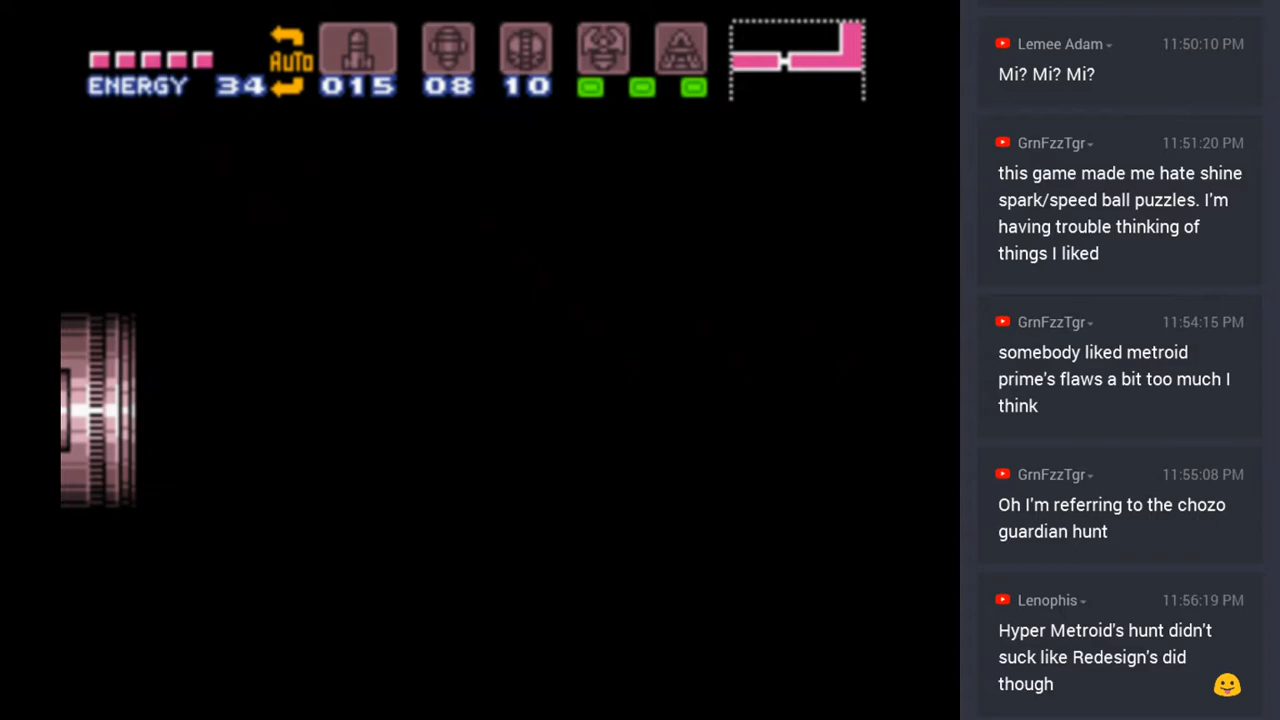 AUTO
ENERGY 34 015 08 10
Lemee Adam 11:50:10 PM
Mi? Mi? Mi?
GrnFzzTgr 11:51:20 PM
this game made me hate shine
spark/speed ball puzzles. I'm
having trouble thinking of
things I liked
GrnFzzTgr 11:54:15 PM
somebody liked metroid
prime's flaws a bit too much I
think
GrnFzzTgr 11:55:08 PM
Oh I'm referring to the chozo
guardian hunt
Lenophis 11:56:19 PM
Hyper Metroid's hunt didn't
suck like Redesign's did
though